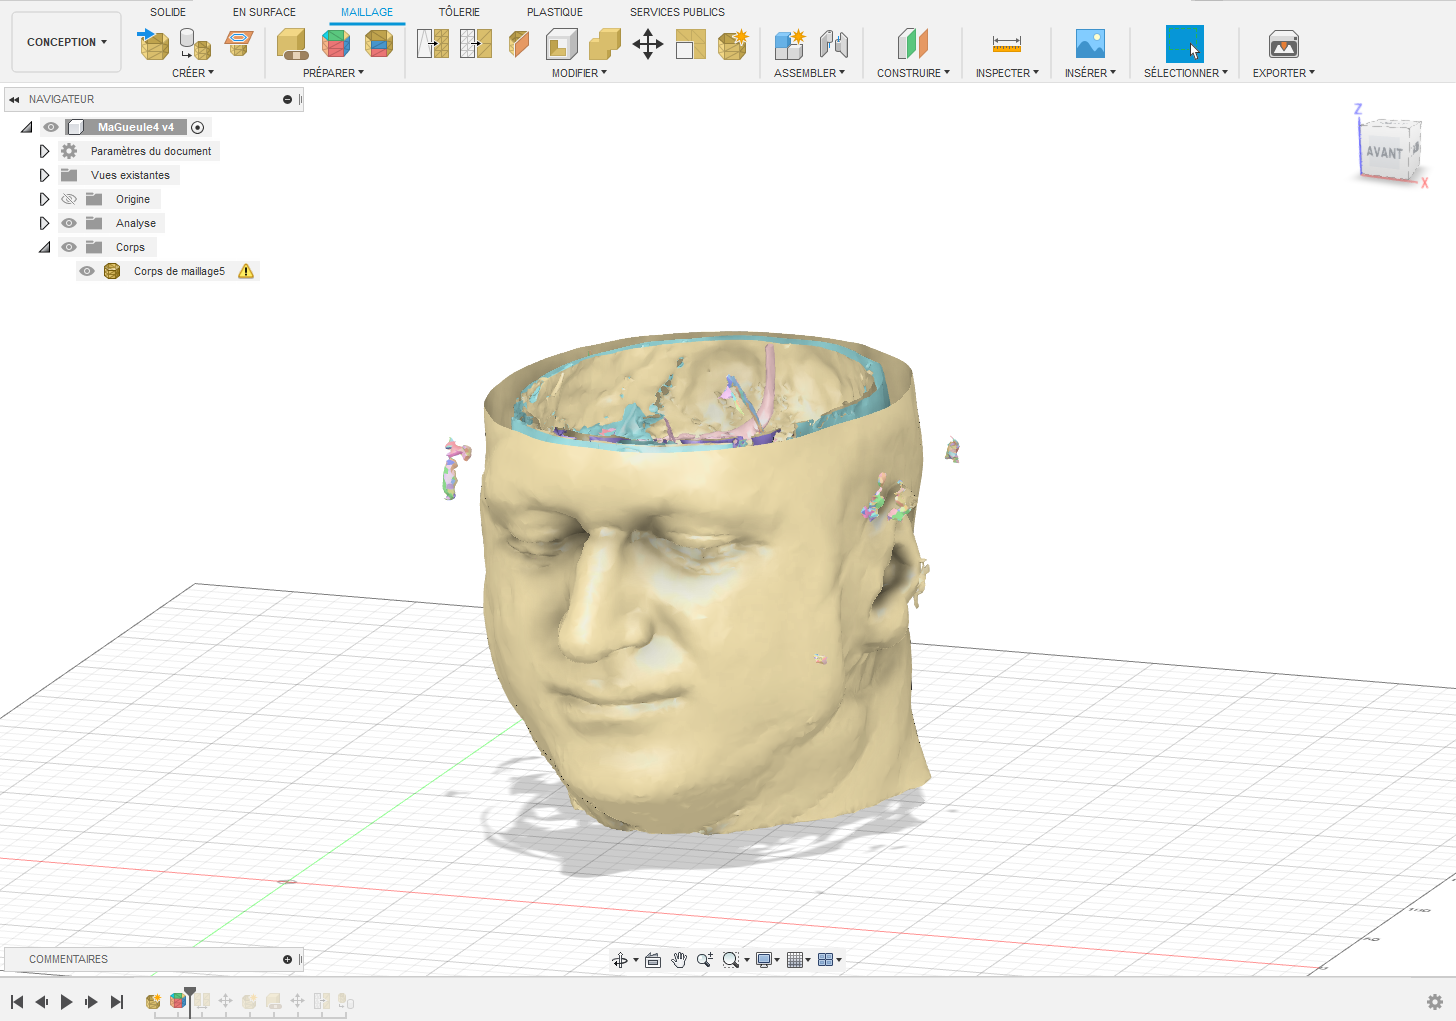 SOLIDE
EN SURFACE
MAILLAGE
TÔLERIE
PLASTIQUE
SERVICES PUBLICS
CONCEPTION
CRÉER
PRÉPARER
MODIFIER
ASSEMBLER
CONSTRUIRE
INSPECTER
INSÉRER
SÉLECTIONNER
EXPORTER
NAVIGATEUR
MaGueule4 v4
Paramètres du document
Vues existantes
Origine
Analyse
Corps
Corps de maillage5
Z
AVANT
X
COMMENTAIRES